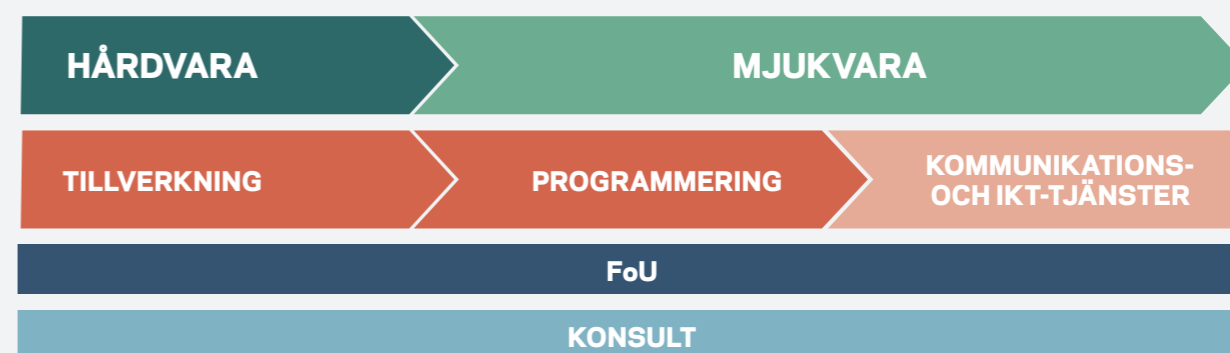 HÅRDVARA
MJUKVARA
TILLVERKNING
PROGRAMMERING
KOMMUNIKATIONS-
OCH IKT-TJÄNSTER
FoU
KONSULT